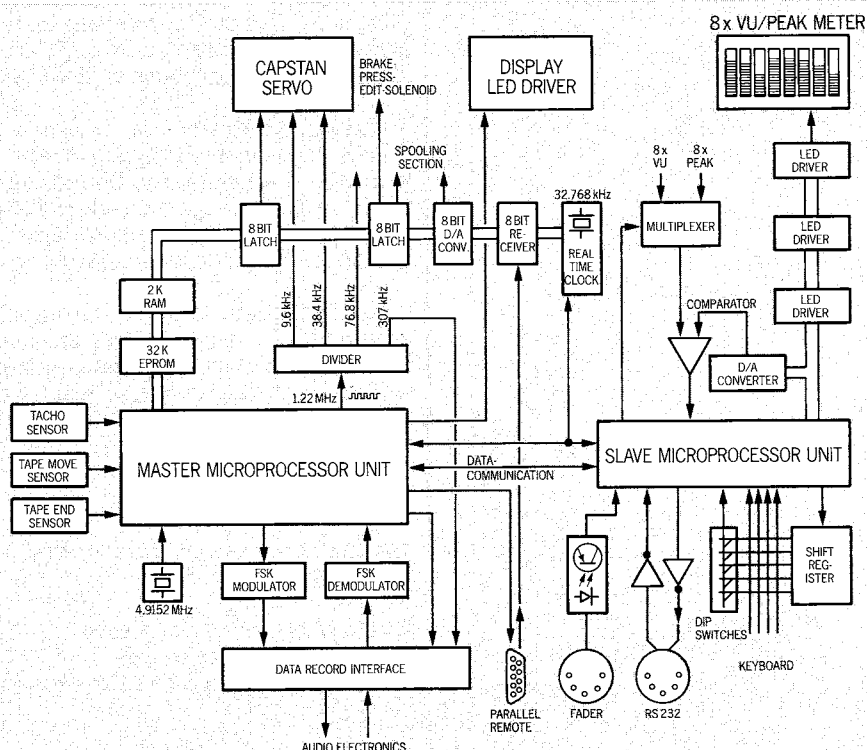 8 x VU/PEAK METER
CAPSTAN
SERVO
BRAKE-
PRESS-
EDIT-SOLENOID
DISPLAY
LED DRIVER
SPOOLING
SECTION
8 x
VU
8 x
PEAK
LED
DRIVER
32.768 kHz
8 BIT
LATCH
8 BIT
LATCH
8 BIT
D/A
CONV.
8 BIT
RE-
CEIVER
REAL
TIME
CLOCK
MULTIPLEXER
LED
DRIVER
2 K
RAM
9.6 kHz
38.4 kHz
76.8 kHz
307 kHz
COMPARATOR
LED
DRIVER
32 K
EPROM
DIVIDER
D/A
CONVERTER
1.22 MHz
TACHO
SENSOR
TAPE MOVE
SENSOR
TAPE END
SENSOR
MASTER MICROPROCESSOR UNIT
DATA-
COMMUNICATION
SLAVE MICROPROCESSOR UNIT
FSK
MODULATOR
FSK
DEMODULATOR
4.9152 MHz
SHIFT
REG-
ISTER
DIP
SWITCHES
KEYBOARD
DATA RECORD INTERFACE
PARALLEL
REMOTE
FADER
RS 232
AUDIO ELECTRONICS